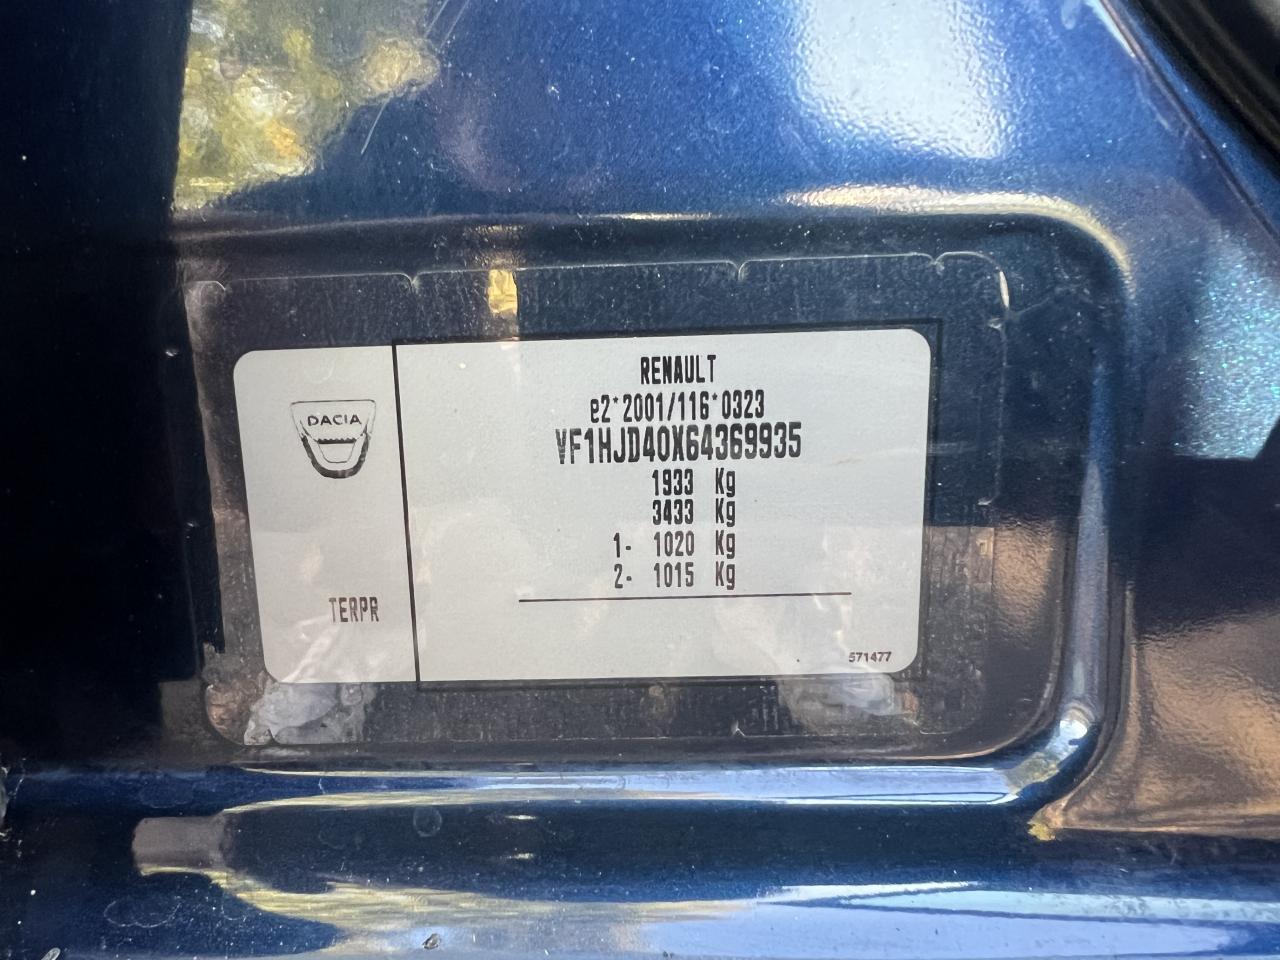 DACIA
TERPR
RENAULT
e2*2001/116*0323
VF1HJD40X64369935
1933 Kg
3433 Kg
1- 1020 Kg
2- 1015 Kg
571477